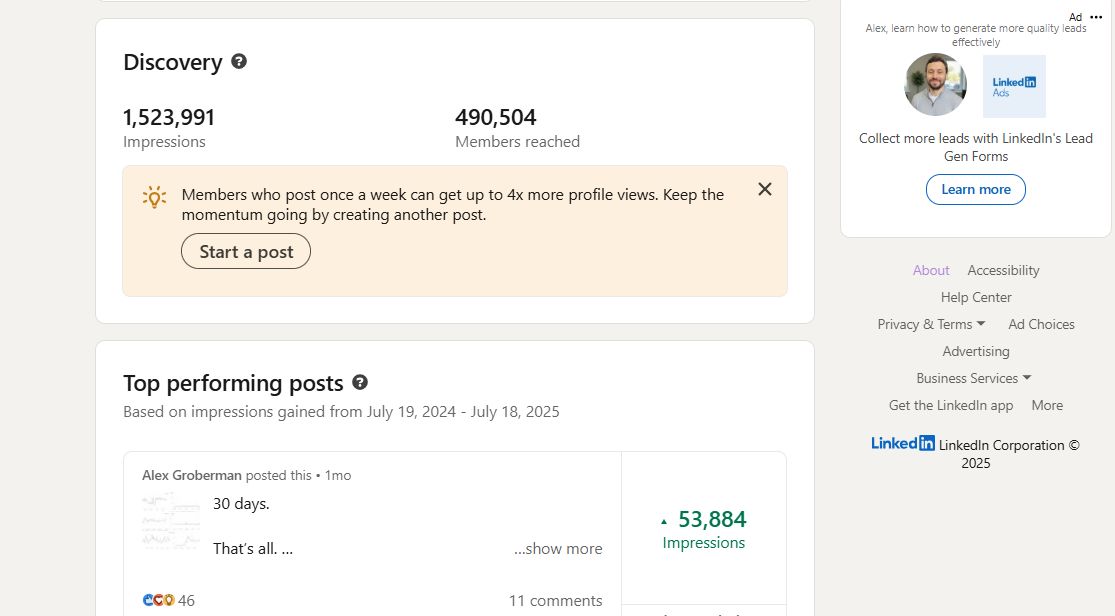 Discovery
1,523,991
Impressions
490,504
Members reached
Members who post once a week can get up to 4x more profile views. Keep the
momentum going by creating another post.
Start a post
Top performing posts
Based on impressions gained from July 19, 2024 - July 18, 2025
Alex Groberman posted this • 1mo
30 days.
That's all. ...
...show more
46
11 comments
53,884
Impressions
Ad
Alex, learn how to generate more quality leads
effectively
Linked in
Ads
Collect more leads with LinkedIn's Lead
Gen Forms
Learn more
About Accessibility
Help Center
Privacy & Terms Ad Choices
Advertising
Business Services
Get the LinkedIn app More
Linked in LinkedIn Corporation ©
2025